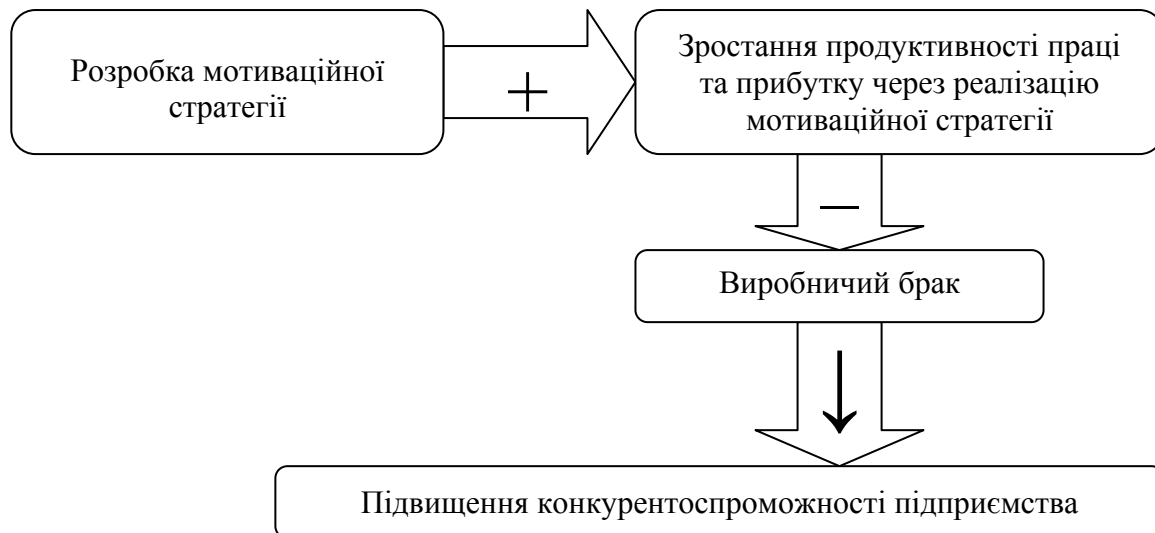 Розробка мотиваційної
стратегії
+
Зростання продуктивності праці
та прибутку через реалізацію
мотиваційної стратегії
—
Виробничий брак
↓
Підвищення конкурентоспроможності підприємства